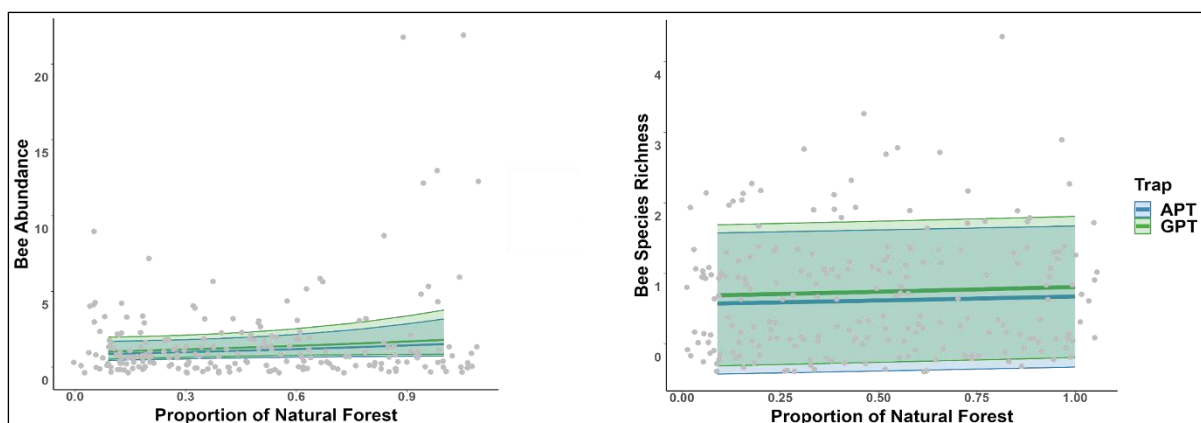 Bee Abundance
20
15
10
5
0
0.0 0.3 0.6 0.9
Proportion of Natural Forest
Bee Species Richness
4
3
2
1
0
0.00 0.25 0.50 0.75 1.00
Proportion of Natural Forest
Trap
APT
GPT